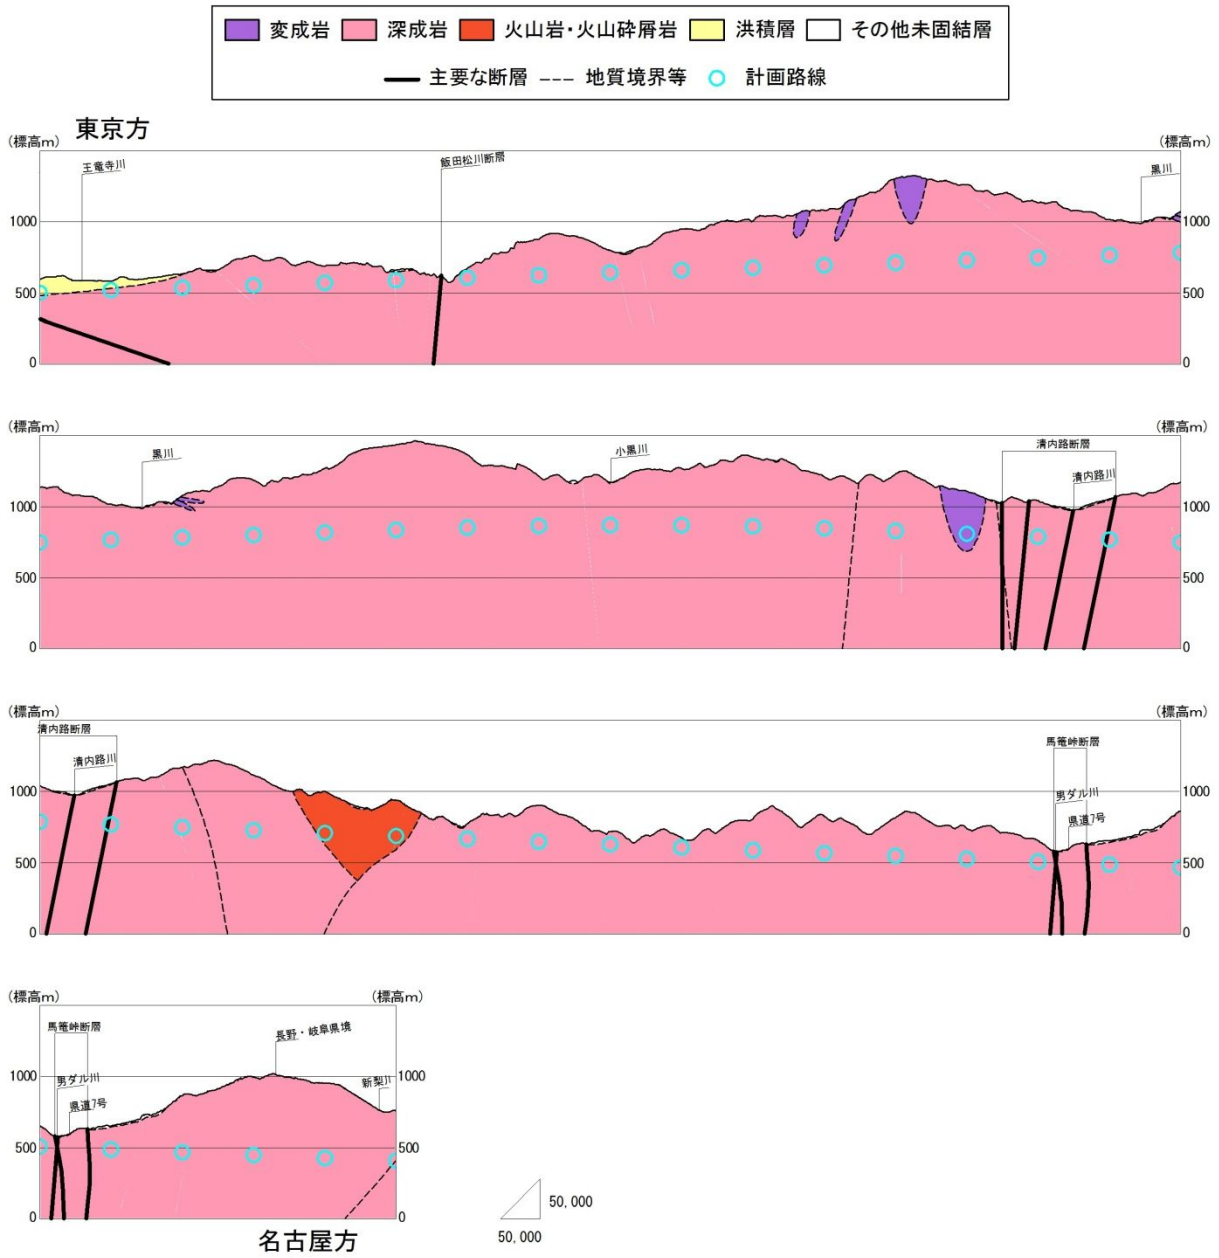 変成岩 深成岩 火山岩・火山砕屑岩 洪積層 その他未固結層
主要な断層 地質境界等 計画路線
東京方
(標高m) (標高m)
王竜寺川 飯田松川断層 黒川
1000 1000
500 500
0 0
(標高m) (標高m)
黒川 小黒川 清内路断層
清内路川
1000 1000
500 500
0 0
(標高m) (標高m)
清内路断層 馬篭峠断層
清内路川 男ダル川
県道7号
1000 1000
500 500
0 0
(標高m) (標高m)
馬篭峠断層 長野・岐阜県境
男ダル川 新梨川
県道7号
1000 1000
500 500
0 0
50,000
50,000
名古屋方